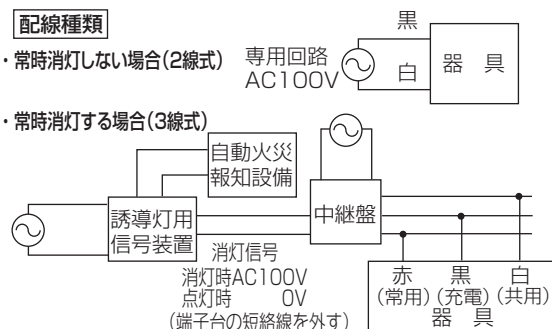 配線種類
・常時消灯しない場合(2線式)
専用回路
AC100V
黒
白
器 具
・常時消灯する場合(3線式)
自動火災
報知設備
誘導灯用
信号装置
中継盤
消灯信号
消灯時AC100V
点灯時 0V
(端子台の短絡線を外す)
赤 黒 白
(常用)(充電)(共用)
器 具